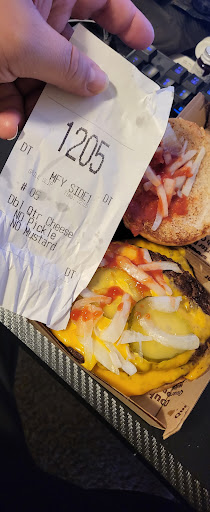 1205
DT MFY SIDE1 DT
# 05
Dbl Qtr Cheese
NO Pickle
NO Mustard
DT DT